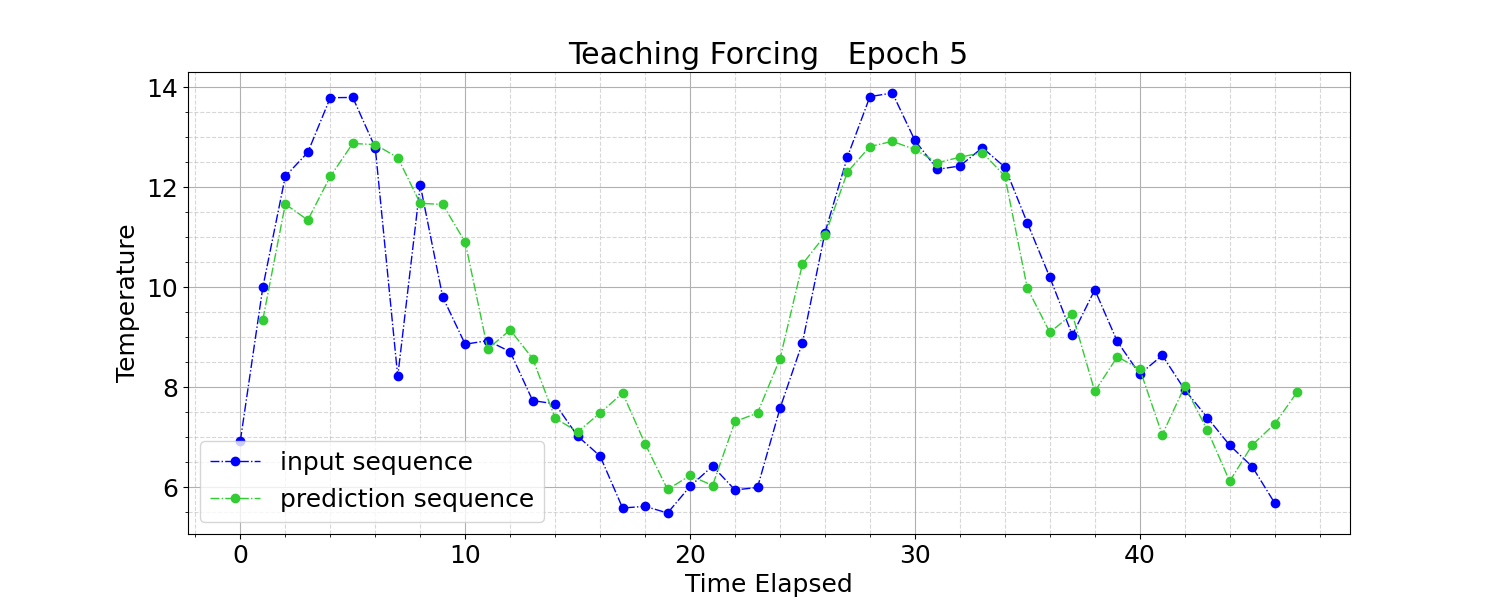 Teaching Forcing   Epoch 5
14
12
10
8
6
Temperature
input sequence
prediction sequence
0 10 20 30 40
Time Elapsed